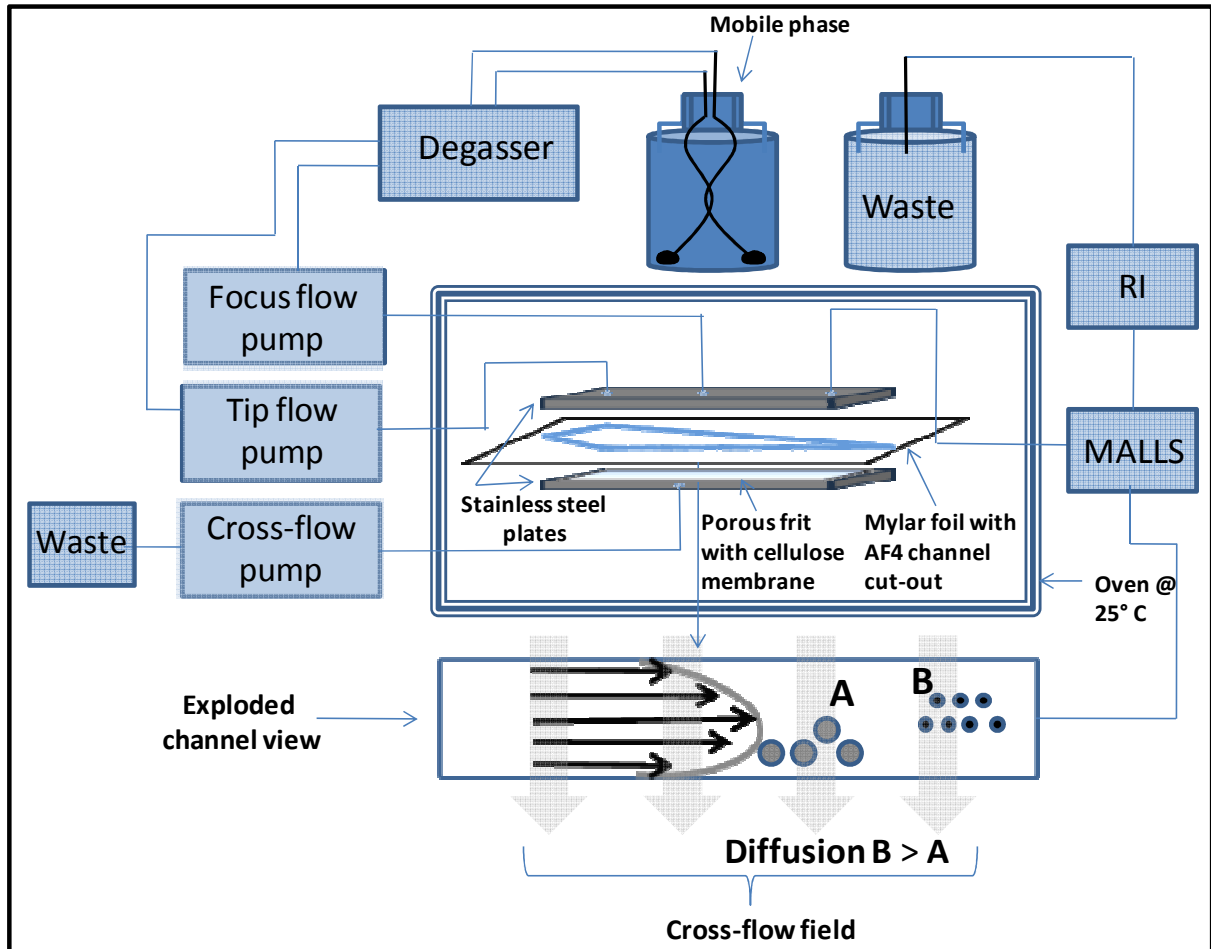 Mobile phase
Degasser
Waste
Focus flow
pump
RI
Tip flow
pump
MALLS
Stainless steel
plates
Porous frit
with cellulose
membrane
Mylar foil with
AF4 channel
cut-out
Waste
Cross-flow
pump
Oven @
25° C
Exploded
channel view
A
B
Diffusion B > A
Cross-flow field